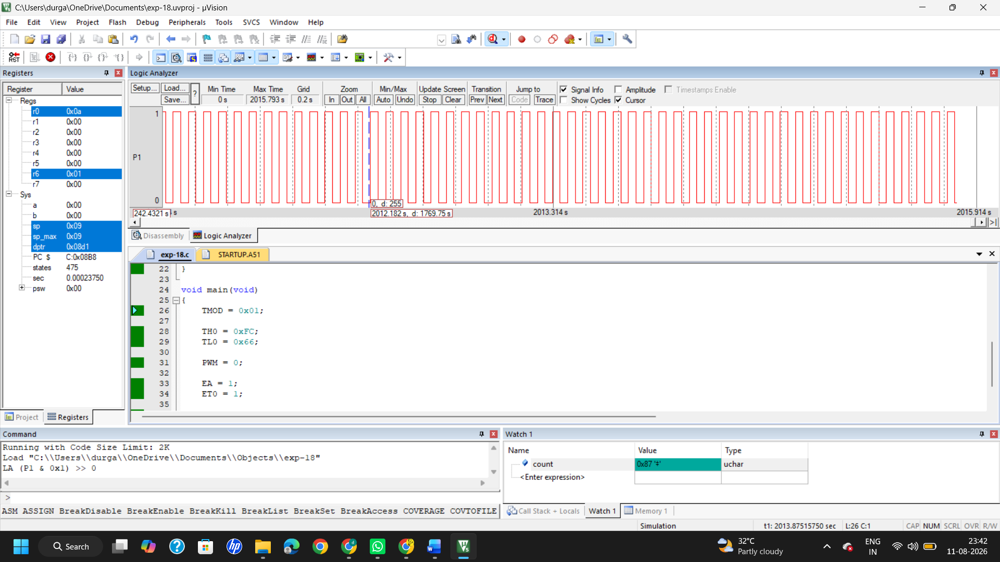 C:\Users\durga\OneDrive\Documents\exp-18.uvproj - µVision
File Edit View Project Flash Debug Peripherals Tools SVCS Window Help
RST
Registers
Register Value
Regs
r0 0x0a
r1 0x00
r2 0x00
r3 0x00
r4 0x00
r5 0x00
r6 0x01
r7 0x00
Sys
a 0x00
b 0x00
sp 0x09
sp_max 0x09
dptr 0x08d1
PC $ C:0x08B8
states 475
sec 0.00023750
psw 0x00
Project Registers
Logic Analyzer
Setup... Load... ? Min Time Max Time Grid Zoom Min/Max Update Screen Transition Jump to Signal Info Amplitude Timestamps Enable
Save... 0 s 2015.793 s 0.2 s In Out All Auto Undo Stop Clear Prev Next Code Trace Show Cycles Cursor
1
P1
0
0, d: 255
242.4321 s s 2012.182 s, d: 1769.75 s 2013.314 s 2015.914 s
Disassembly Logic Analyzer
exp-18.c STARTUP.A51
22 }
23
24 void main(void)
25 {
26 TMOD = 0x01;
27
28 TH0 = 0xFC;
29 TL0 = 0x66;
30
31 PWM = 0;
32
33 EA = 1;
34 ET0 = 1;
35
Command
Running with Code Size Limit: 2K
Load "C:\\Users\\durga\\OneDrive\\Documents\\Objects\\exp-18"
LA (P1 & 0x1) >> 0
>
ASM ASSIGN BreakDisable BreakEnable BreakKill BreakList BreakSet BreakAccess COVERAGE COVTOFILE
Watch 1
Name Value Type
count 0x87 '‡' uchar
<Enter expression>
Call Stack + Locals Watch 1 Memory 1
Simulation t1: 2013.87515750 sec L:26 C:1 CAP NUM SCRL OVR R/W
Search
32°C
Partly cloudy
ENG
IN
23:42
11-08-2026